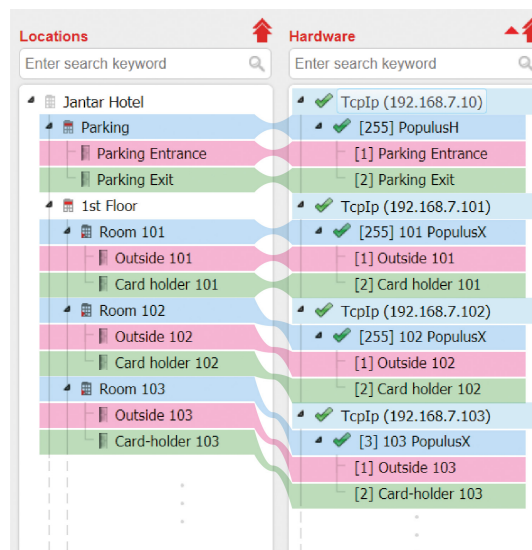 Locations
Enter search keyword
Jantar Hotel
Parking
Parking Entrance
Parking Exit
1st Floor
Room 101
Outside 101
Card holder 101
Room 102
Outside 102
Card holder 102
Room 103
Outside 103
Card-holder 103
Hardware
Enter search keyword
TcpIp (192.168.7.10)
[255] PopulusH
[1] Parking Entrance
[2] Parking Exit
TcpIp (192.168.7.101)
[255] 101 PopulusX
[1] Outside 101
[2] Card holder 101
TcpIp (192.168.7.102)
[255] 102 PopulusX
[1] Outside 102
[2] Card holder 102
TcpIp (192.168.7.103)
[3] 103 PopulusX
[1] Outside 103
[2] Card-holder 103